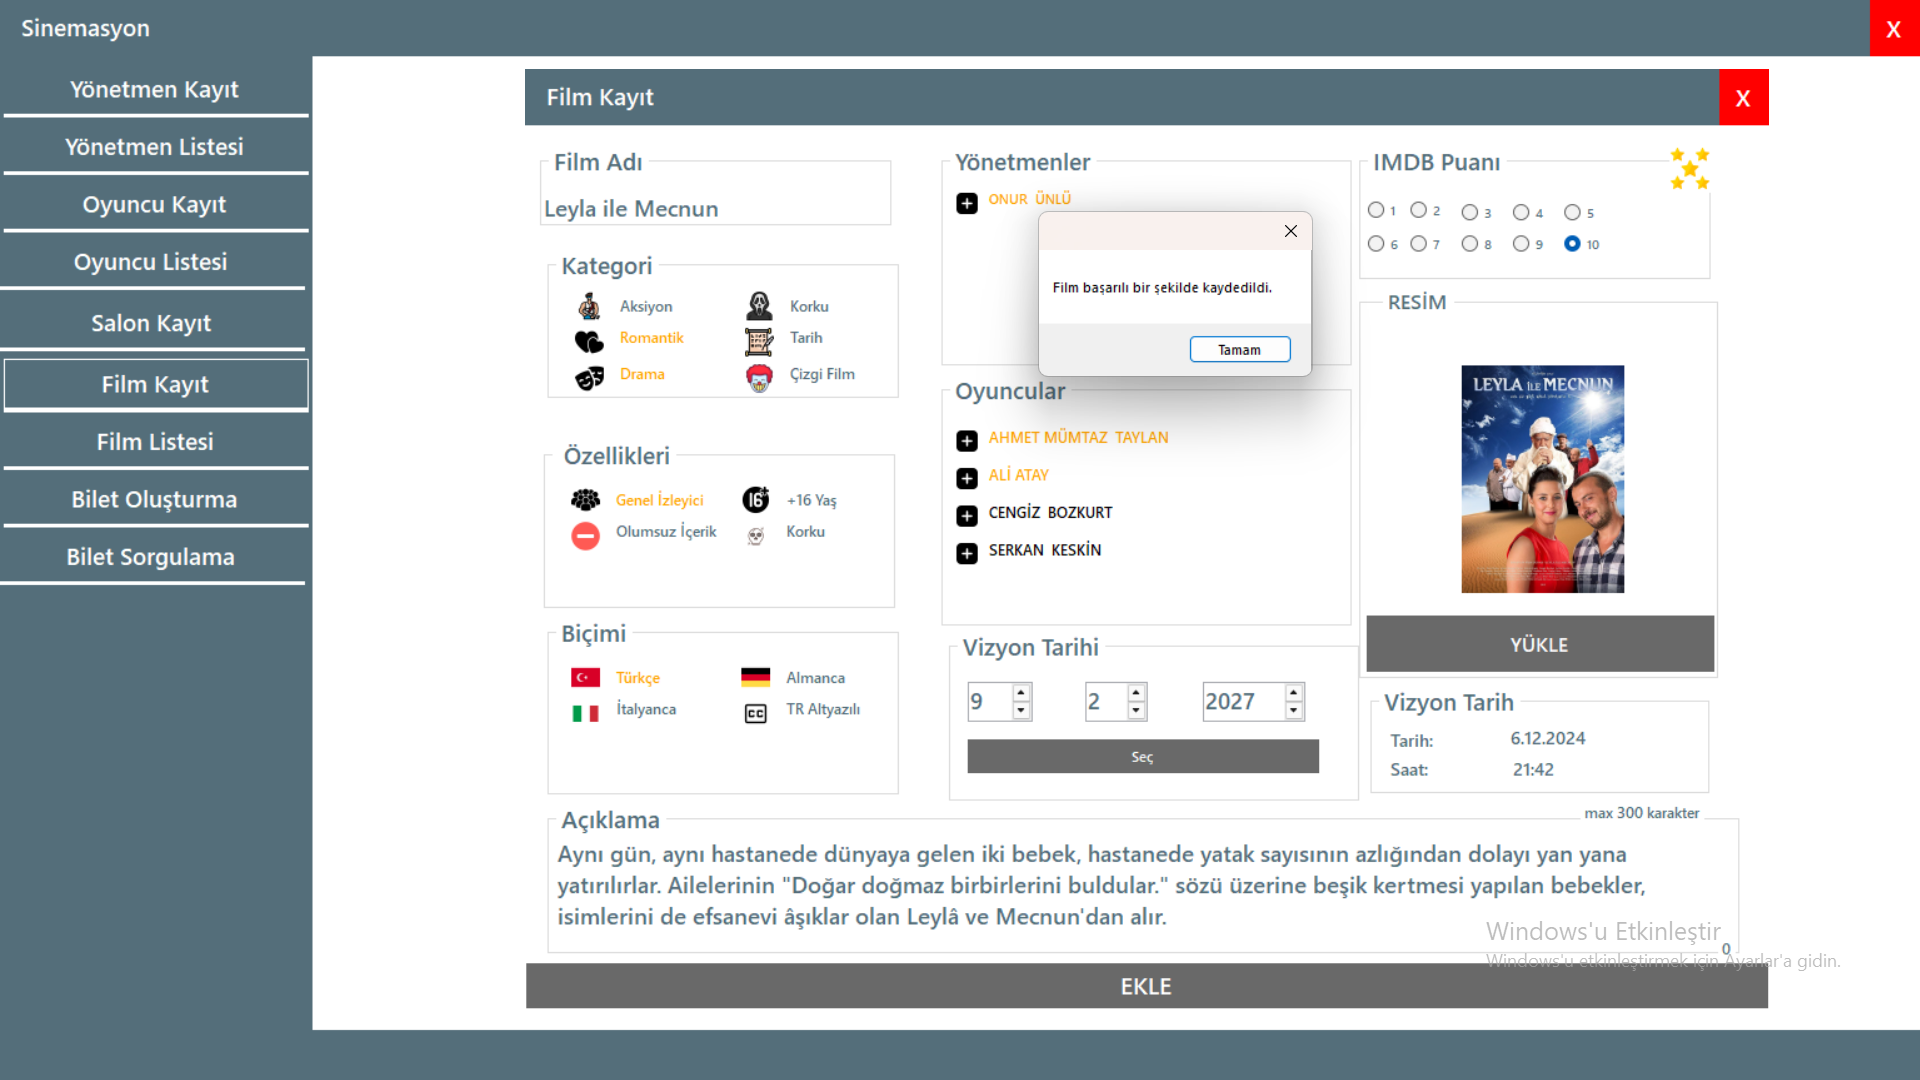 Sinemasyon
X
Yönetmen Kayıt
Yönetmen Listesi
Oyuncu Kayıt
Oyuncu Listesi
Salon Kayıt
Film Kayıt
Film Listesi
Bilet Oluşturma
Bilet Sorgulama
Film Kayıt
X
Film Adı
Leyla ile Mecnun
Kategori
Aksiyon
Korku
Romantik
Tarih
Drama
Çizgi Film
Özellikleri
Genel İzleyici
16+
+16 Yaş
Olumsuz İçerik
Korku
Biçimi
Türkçe
Almanca
İtalyanca
CC
TR Altyazılı
Yönetmenler
ONUR ÜNLÜ
Film başarılı bir şekilde kaydedildi.
Tamam
Oyuncular
AHMET MÜMTAZ TAYLAN
ALİ ATAY
CENGİZ BOZKURT
SERKAN KESKİN
Vizyon Tarihi
9
2
2027
Seç
IMDB Puanı
1 2 3 4 5
6 7 8 9 10
RESİM
LEYLA İLE MECNUN
YÜKLE
Vizyon Tarih
Tarih: 6.12.2024
Saat: 21:42
Açıklama
max 300 karakter
Aynı gün, aynı hastanede dünyaya gelen iki bebek, hastanede yatak sayısının azlığından dolayı yan yana
yatırılırlar. Ailelerinin "Doğar doğmaz birbirlerini buldular." sözü üzerine beşik kertmesi yapılan bebekler,
isimlerini de efsanevi âşıklar olan Leylâ ve Mecnun'dan alır.
0
EKLE
Windows'u Etkinleştir
Windows'u etkinleştirmek için Ayarlar'a gidin.